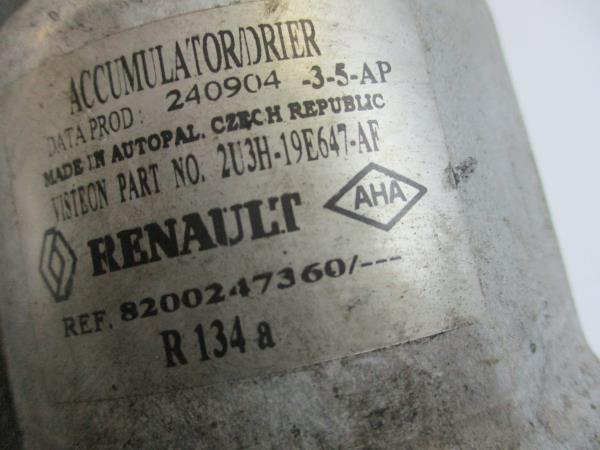 ACCUMULATOR/DRIER
DATA PROD : 240904 -3-5-AP
MADE IN AUTOPAL. CZECH REPUBLIC
VISTEON PART NO. 2U3H-19E647-AF
RENAULT AHA
REF. 8200247360/---
R 134 a